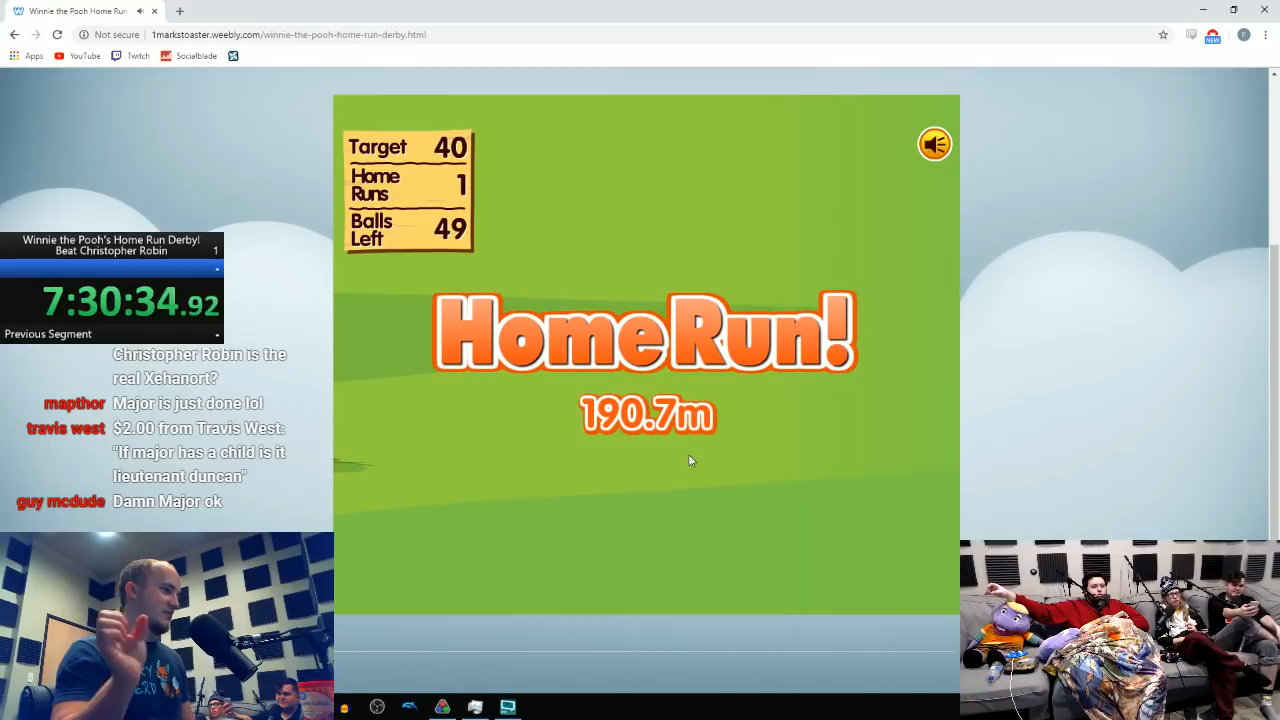 Winnie the Pooh Home Run
Not secure
1markstoaster.weebly.com/winnie-the-pooh-home-run-derby.html
NEW
F
Apps
YouTube
Twitch
Socialblade
Target 40
Home Runs 1
Balls Left 49
Winnie the Pooh's Home Run Derby!
Beat Christopher Robin 1
-
7:30:34.92
Previous Segment -
Christopher Robin is the
real Xehanort?
mapthor Major is just done lol
travis west $2.00 from Travis West:
"If major has a child is it
lieutenant duncan"
guy mcdude Damn Major ok
Home Run!
190.7m